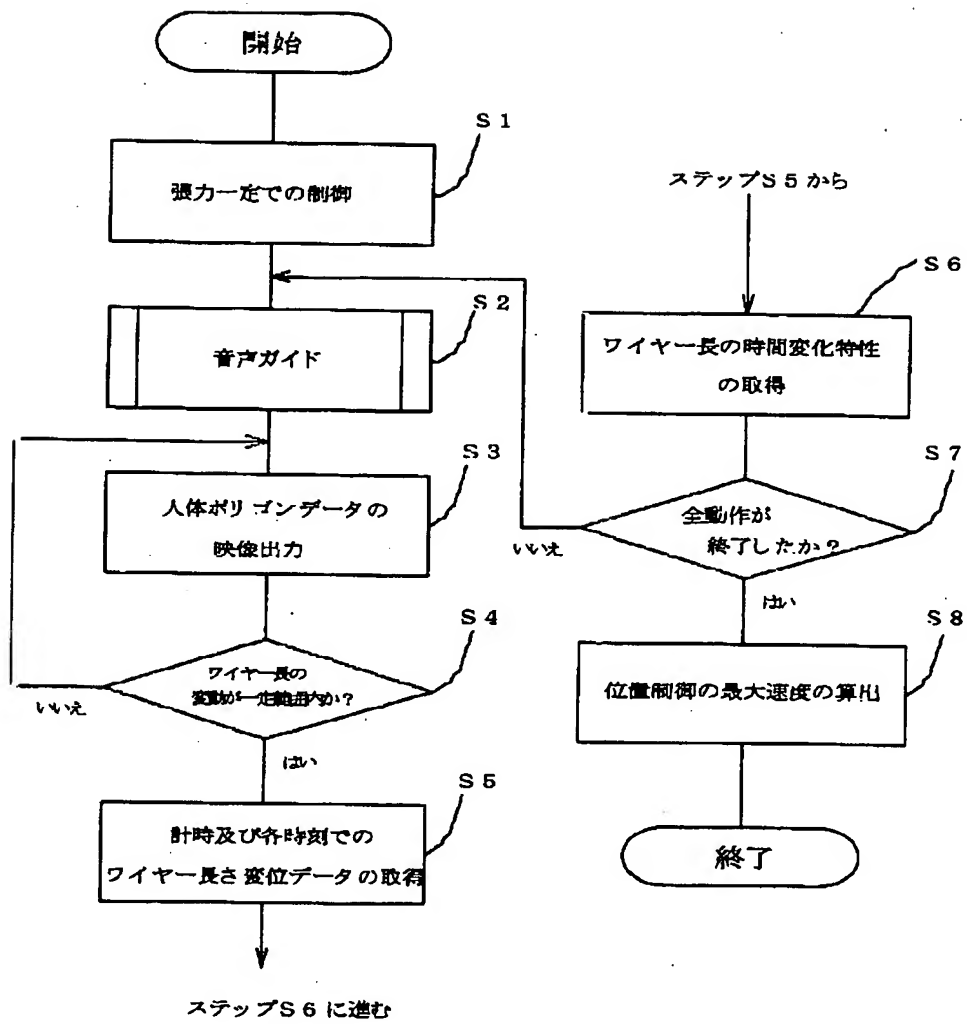 開始
S1
張力一定での制御
S2
音声ガイド
S3
人体ポリゴンデータの
映像出力
S4
ワイヤー長の
変動が一定範囲内か?
いいえ
はい
S5
計時及び各時刻での
ワイヤー長さ変位データの取得
ステップS6に進む
ステップS5から
S6
ワイヤー長の時間変化特性
の取得
S7
全動作が
終了したか?
いいえ
はい
S8
位置制御の最大速度の算出
終了